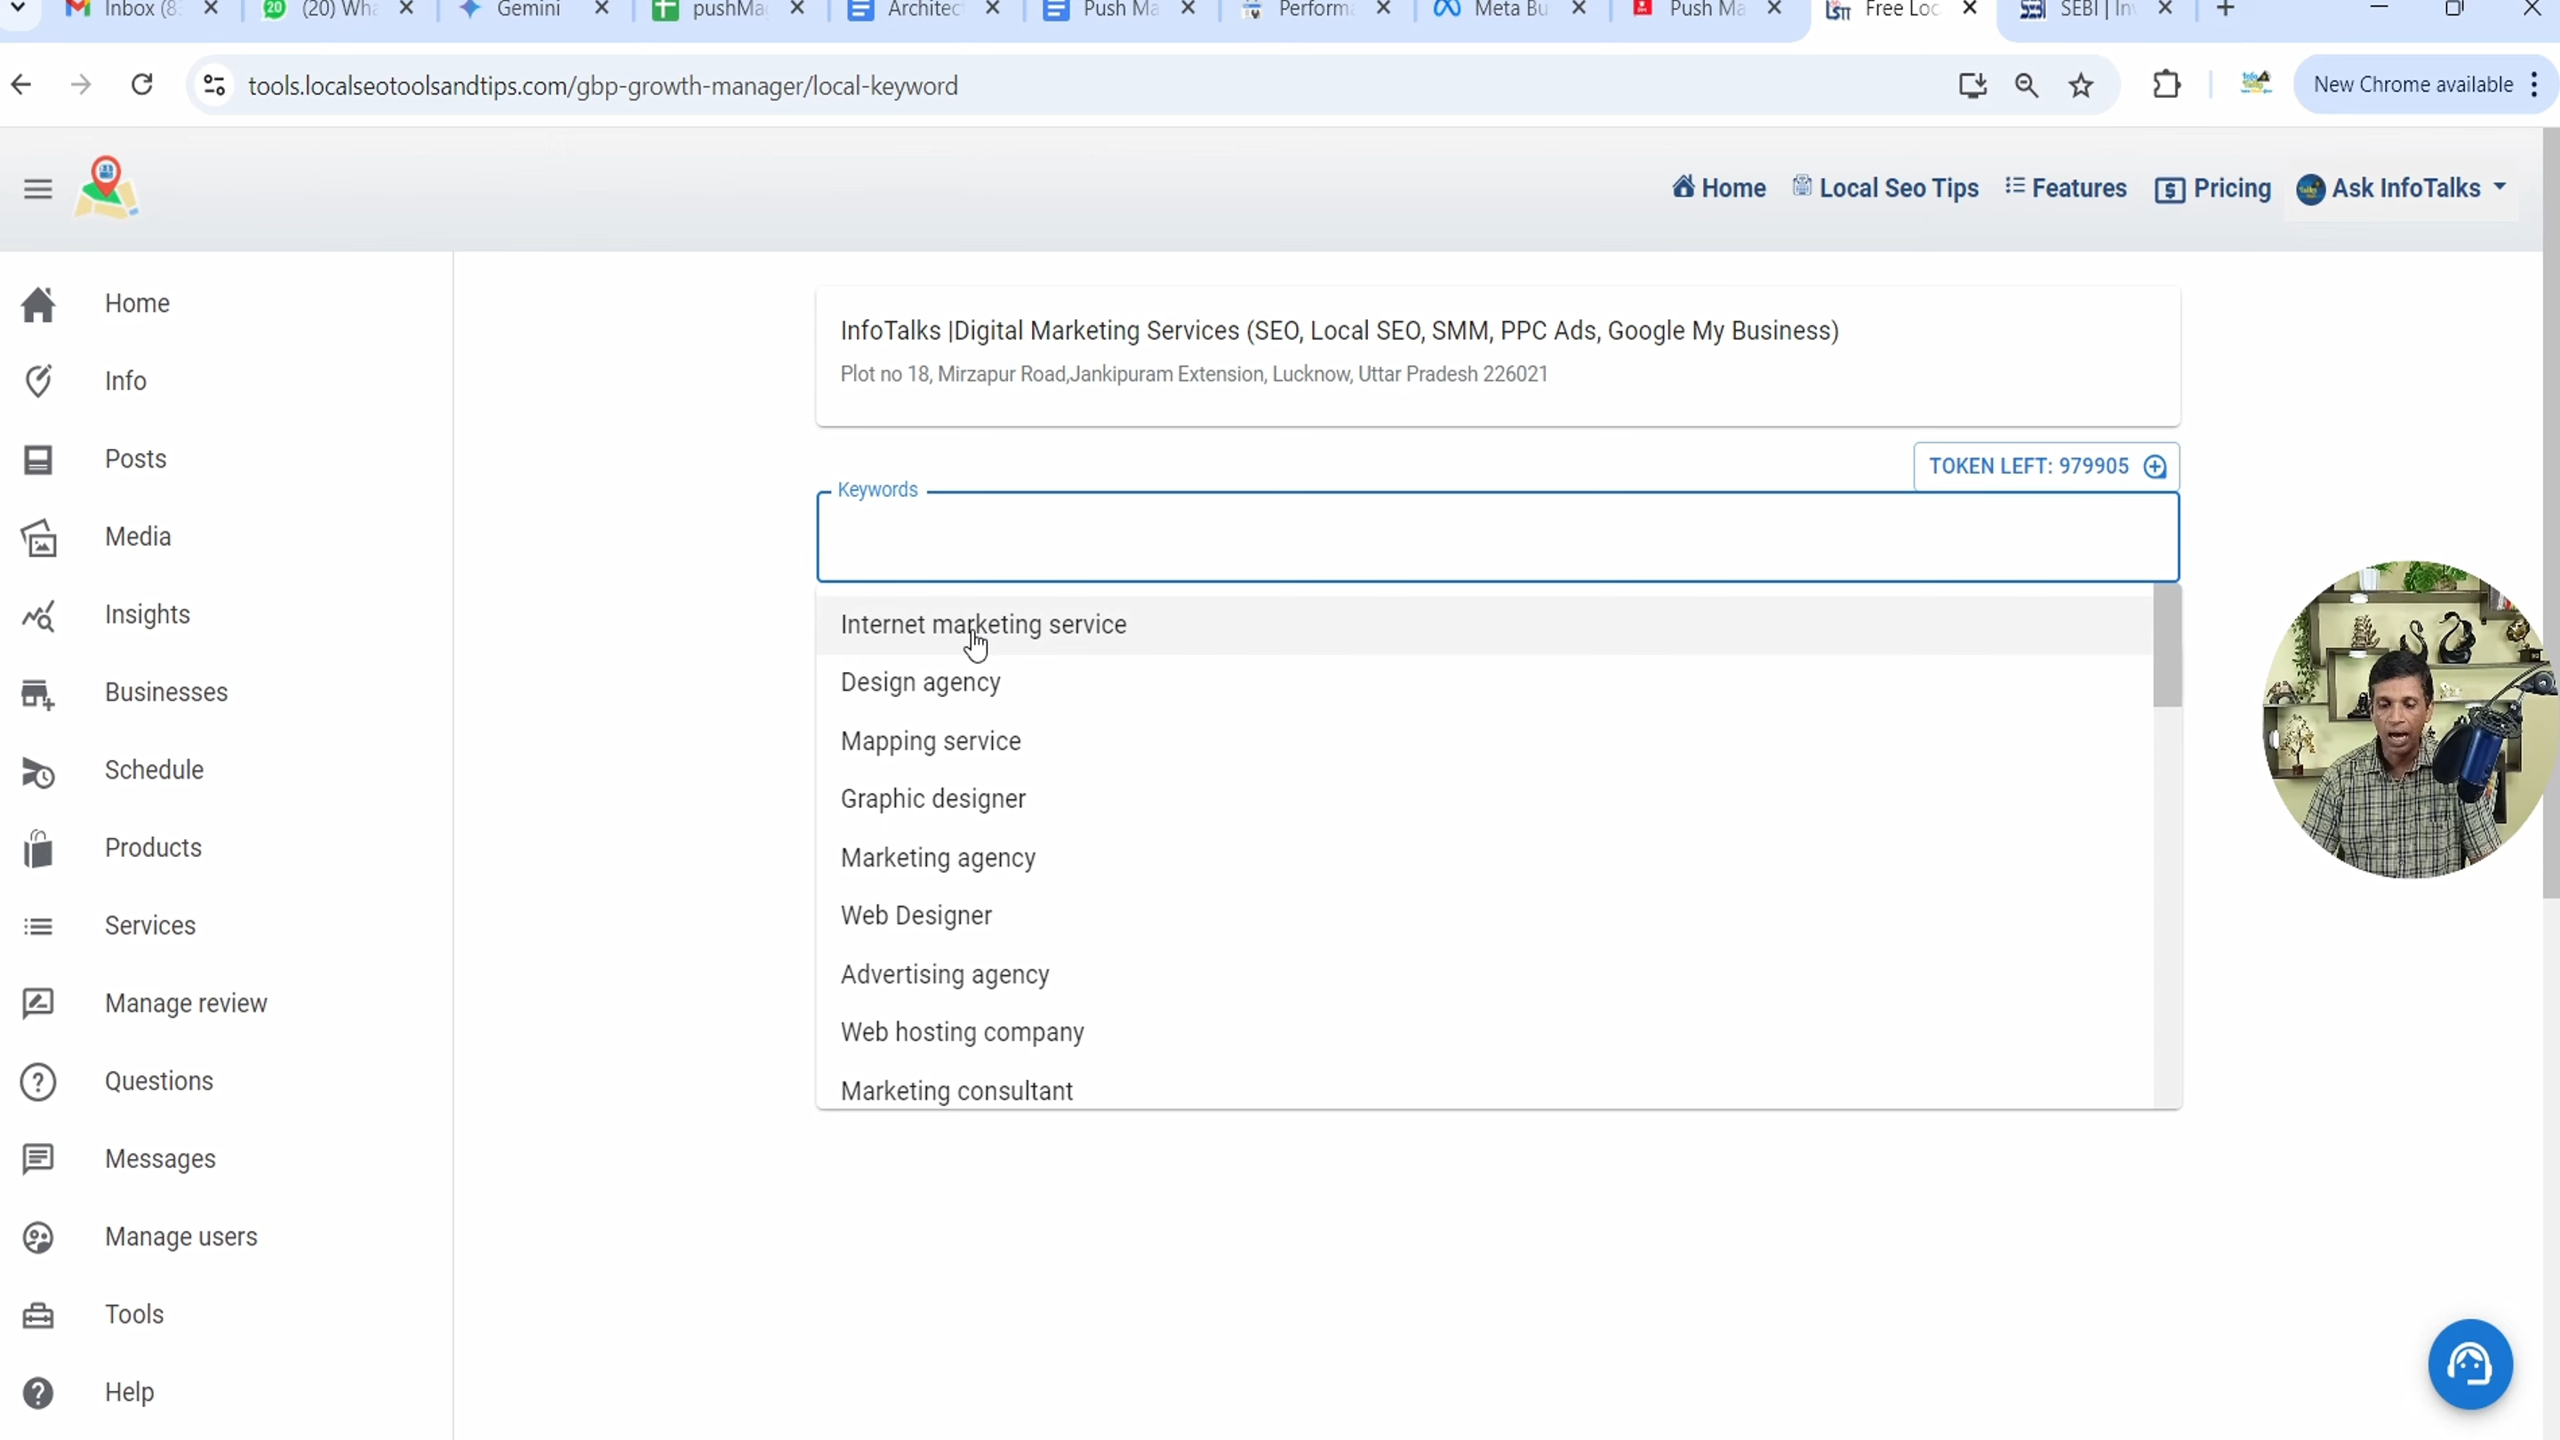 Inbox (8
20
(20) Wha
Gemini
pushMa
Architec
Push Ma
Perform
Meta Bu
Push Ma
Free Loc
SEBI | In
tools.localseotoolsandtips.com/gbp-growth-manager/local-keyword
New Chrome available
Home
Local Seo Tips
Features
Pricing
Ask InfoTalks
Home
Info
Posts
Media
Insights
Businesses
Schedule
Products
Services
Manage review
Questions
Messages
Manage users
Tools
Help
InfoTalks |Digital Marketing Services (SEO, Local SEO, SMM, PPC Ads, Google My Business)
Plot no 18, Mirzapur Road,Jankipuram Extension, Lucknow, Uttar Pradesh 226021
TOKEN LEFT: 979905
Keywords
Internet marketing service
Design agency
Mapping service
Graphic designer
Marketing agency
Web Designer
Advertising agency
Web hosting company
Marketing consultant